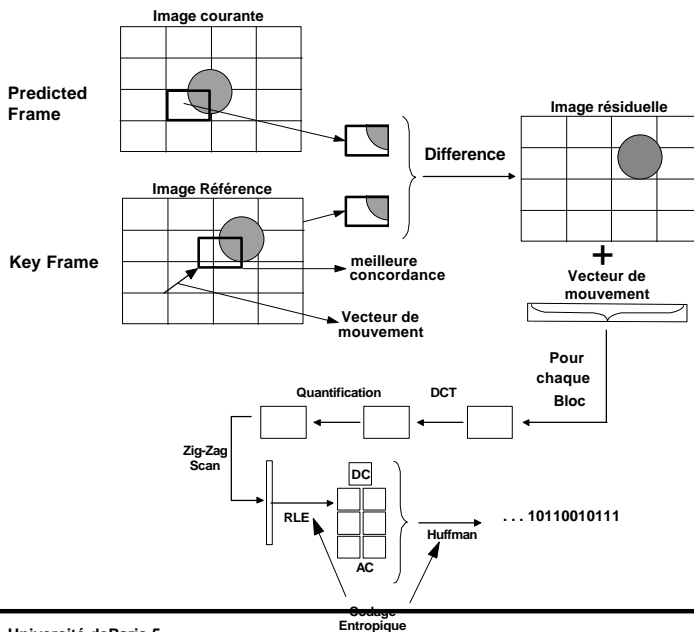 Image courante
Predicted
Frame
Image résiduelle
Difference
Image Référence
Key Frame
meilleure
concordance
Vecteur de
mouvement
+
Vecteur de
mouvement
Pour
chaque
Bloc
Quantification
DCT
Zig-Zag
Scan
DC
RLE
AC
Huffman
. . . 10110010111
Codage
Entropique
Université deParis 5